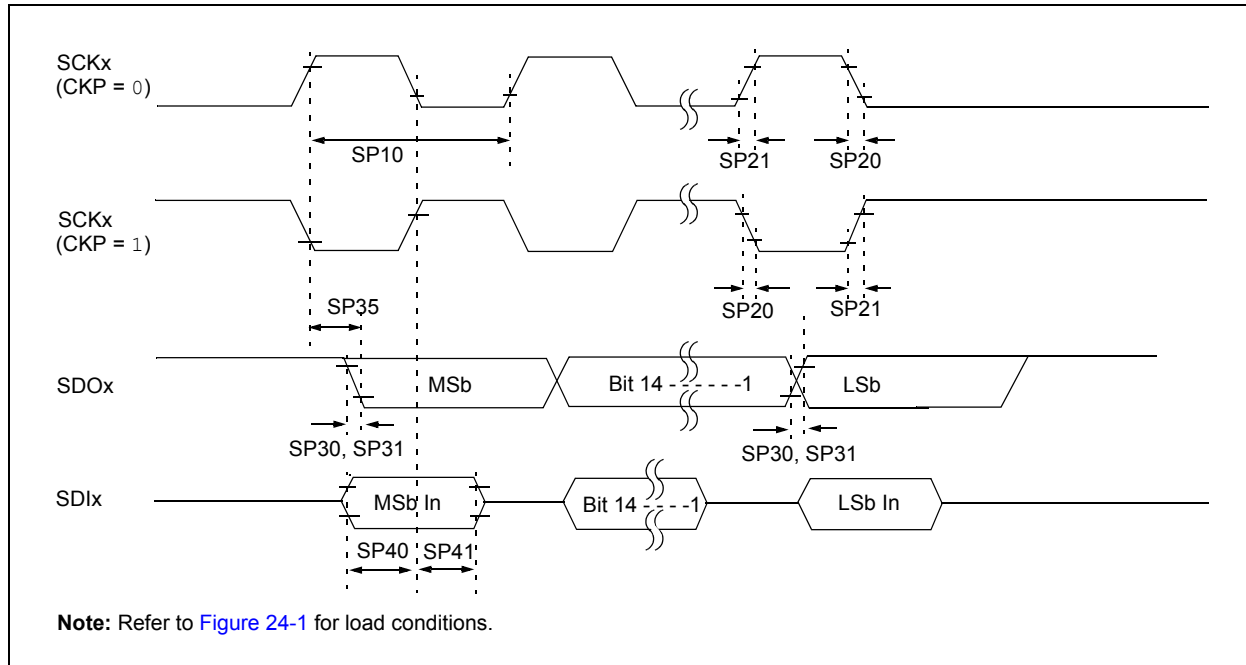 SCKx
(CKP = 0)
SP10
SP21
SP20
SCKx
(CKP = 1)
SP35
SP20
SP21
SDOx
MSb
Bit 14 - - - - - -1
LSb
SP30, SP31
SP30, SP31
SDIx
MSb In
Bit 14 - - - -1
LSb In
SP40
SP41
Note: Refer to Figure 24-1 for load conditions.